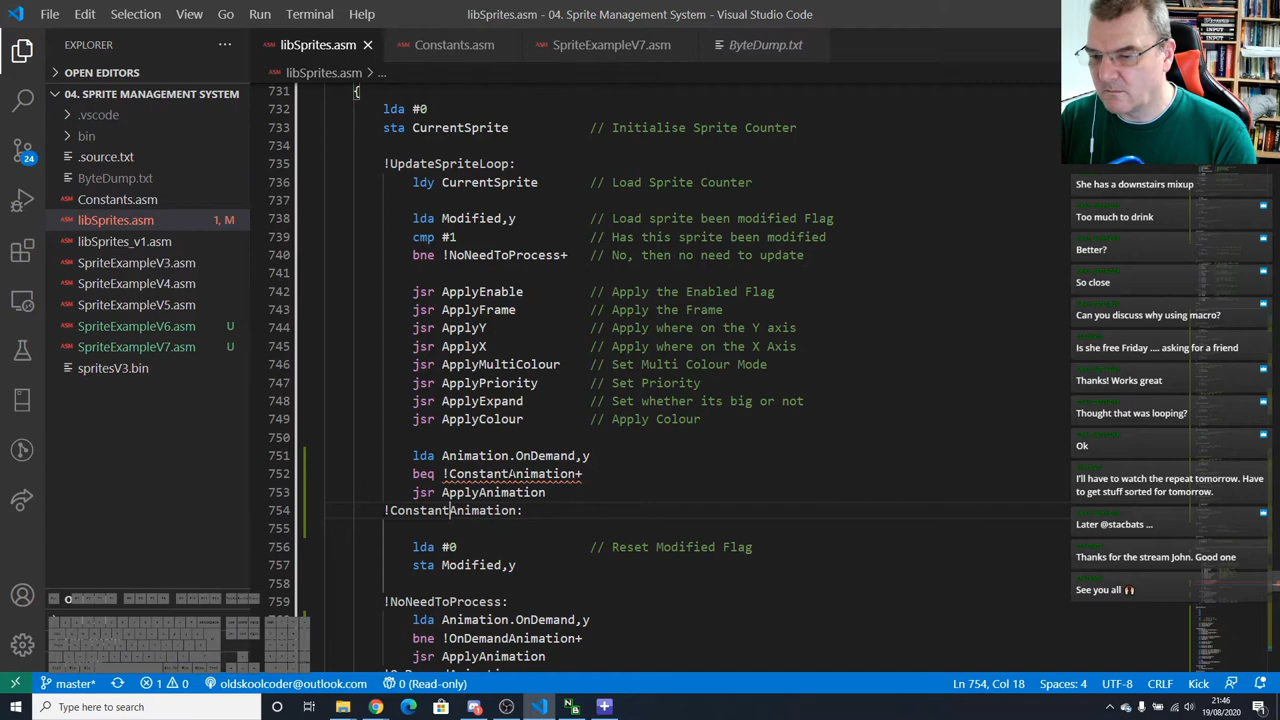 File Edit Selection View Go Run Terminal Help
04. Sprite Management System - Visual Studio Code
EXPLORER
OPEN EDITORS
04. SPRITE MANAGEMENT SYSTEM
.vscode
bin
.source.txt
ByteDump.txt
Constants.asm
libSprites.asm 1, M
libSprites_v1.asm
SpriteExampleV3.asm
SpriteExampleV4.asm
SpriteExampleV5.asm
SpriteExampleV6.asm U
SpriteExampleV7.asm U
spritesV3.bin
24
libSprites.asm
Constants.asm
SpriteExampleV7.asm
libSprites.asm > ...
731 {
732 lda #0
733 sta CurrentSprite // Initialise Sprite Counter
734
735 !UpdateSpriteLoop:
736 ldy CurrentSprite // Load Sprite Counter
737
738 lda Modified,y // Load sprite been modified Flag
739 cmp #1 // Has the sprite been modified
740 bne !NoNeedToProcess+ // No, then no need to update
741
742 jsr ApplyEnable // Apply the Enabled Flag
743 jsr ApplyFrame // Apply the Frame
744 jsr ApplyY // Apply where on the Y axis
745 jsr ApplyX // Apply where on the X Axis
746 jsr ApplyMultiColour // Set Multi Colour Mode
747 jsr ApplyPriority // Set Priority
748 jsr ApplyExpand // Set whether its big or not
749 jsr ApplyColour // Apply Colour
750
751 lda Animation.OnDemand,y
752 !ConstantAnimation+
753 jsr ApplyAnimation
754 !ConstantAnimation:
755
756 lda #0 // Reset Modified Flag
757 sta Modified,y
758
759 !NoNeedToProcess:
760 lda Animation.OnDemand,y
761 !OnDemandAnimation+
762 jsr ApplyAnimation
She has a downstairs mixup
Too much to drink
Better?
So close
Can you discuss why using macro?
Is she free Friday .... asking for a friend
Thanks! Works great
Thought that was looping?
Ok
I'll have to watch the repeat tomorrow. Have
to get stuff sorted for tomorrow.
Later @stacbats ...
Thanks for the stream John. Good one
See you all
0 (Read-only)
Ln 754, Col 18 Spaces: 4 UTF-8 CRLF ASM Kick
Type here to search
21:46
19/08/2020